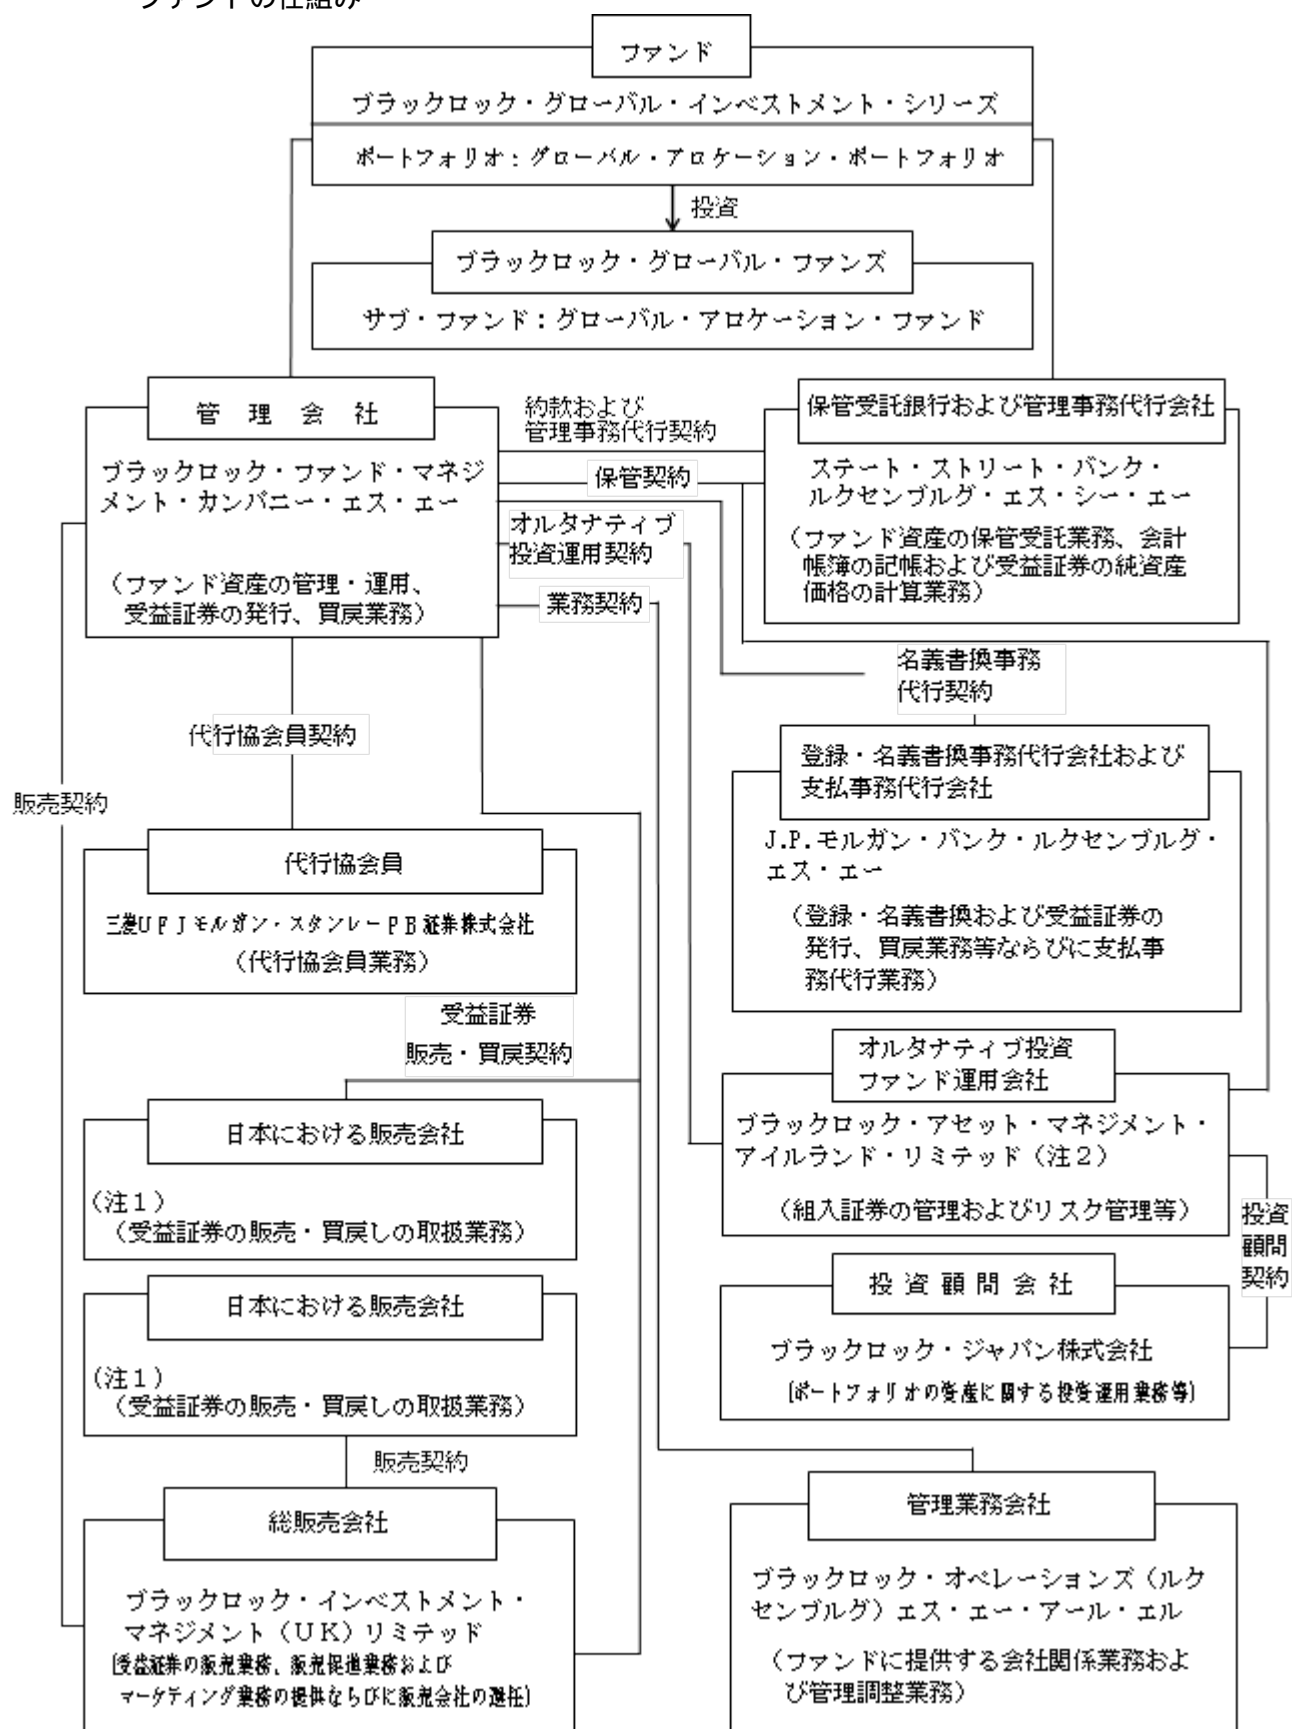 ファンドの仕組み
ファンド
ブラックロック・グローバル・インベストメント・シリーズ
ポートフォリオ：グローバル・アロケーション・ポートフォリオ
投資
ブラックロック・グローバル・ファンズ
サブ・ファンド：グローバル・アロケーション・ファンド
管理会社
ブラックロック・ファンド・マネジ
メント・カンパニー・エス・エー
（ファンド資産の管理・運用、
受益証券の発行、買戻業務）
約款および
管理事務代行契約
保管契約
オルタナティブ
投資運用契約
業務契約
保管受託銀行および管理事務代行会社
ステート・ストリート・バンク・
ルクセンブルグ・エス・シー・エー
（ファンド資産の保管受託業務、会計
帳簿の記帳および受益証券の純資産
価格の計算業務）
名義書換事務
代行契約
代行協会員契約
販売契約
登録・名義書換事務代行会社および
支払事務代行会社
J.P.モルガン・バンク・ルクセンブルグ・
エス・エー
（登録・名義書換および受益証券の
発行、買戻業務等ならびに支払事
務代行業務）
代行協会員
三菱ＵＦＪモルガン・スタンレーＰＢ証券株式会社
（代行協会員業務）
受益証券
販売・買戻契約
オルタナティブ投資
ファンド運用会社
ブラックロック・アセット・マネジメント・
アイルランド・リミテッド（注２）
（組入証券の管理およびリスク管理等）
日本における販売会社
（注１）
（受益証券の販売・買戻しの取扱業務）
投資
顧問
契約
投資顧問会社
ブラックロック・ジャパン株式会社
（ポートフォリオの資産に関する投資運用業務等）
日本における販売会社
（注１）
（受益証券の販売・買戻しの取扱業務）
販売契約
総販売会社
ブラックロック・インベストメント・
マネジメント（ＵＫ）リミテッド
（受益証券の販売業務、販売促進業務および
マーケティング業務の提供ならびに販売会社の選任）
管理業務会社
ブラックロック・オペレーションズ（ルク
センブルグ）エス・エー・アール・エル
（ファンドに提供する会社関係業務およ
び管理調整業務）